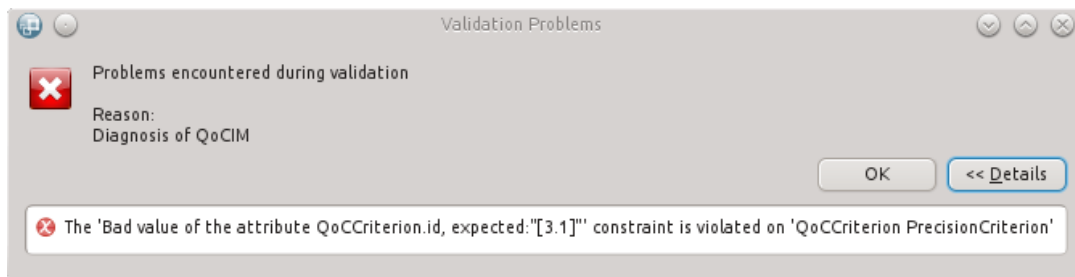 Validation Problems
Problems encountered during validation
Reason:
Diagnosis of QoCIM
OK
<< Details
The 'Bad value of the attribute QoCCriterion.id, expected:"[3.1]"' constraint is violated on 'QoCCriterion PrecisionCriterion'